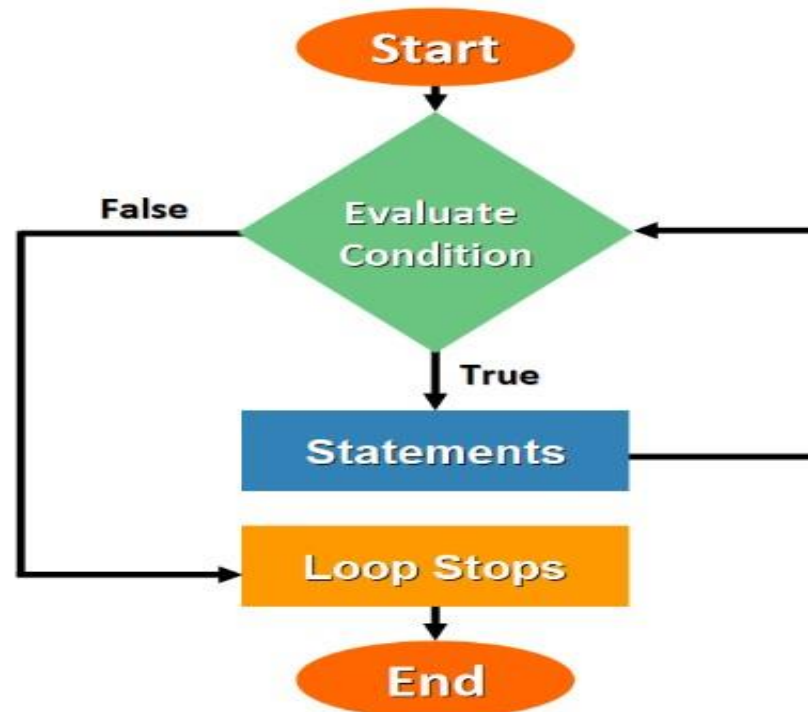 Start
False
Evaluate
Condition
True
Statements
Loop Stops
End